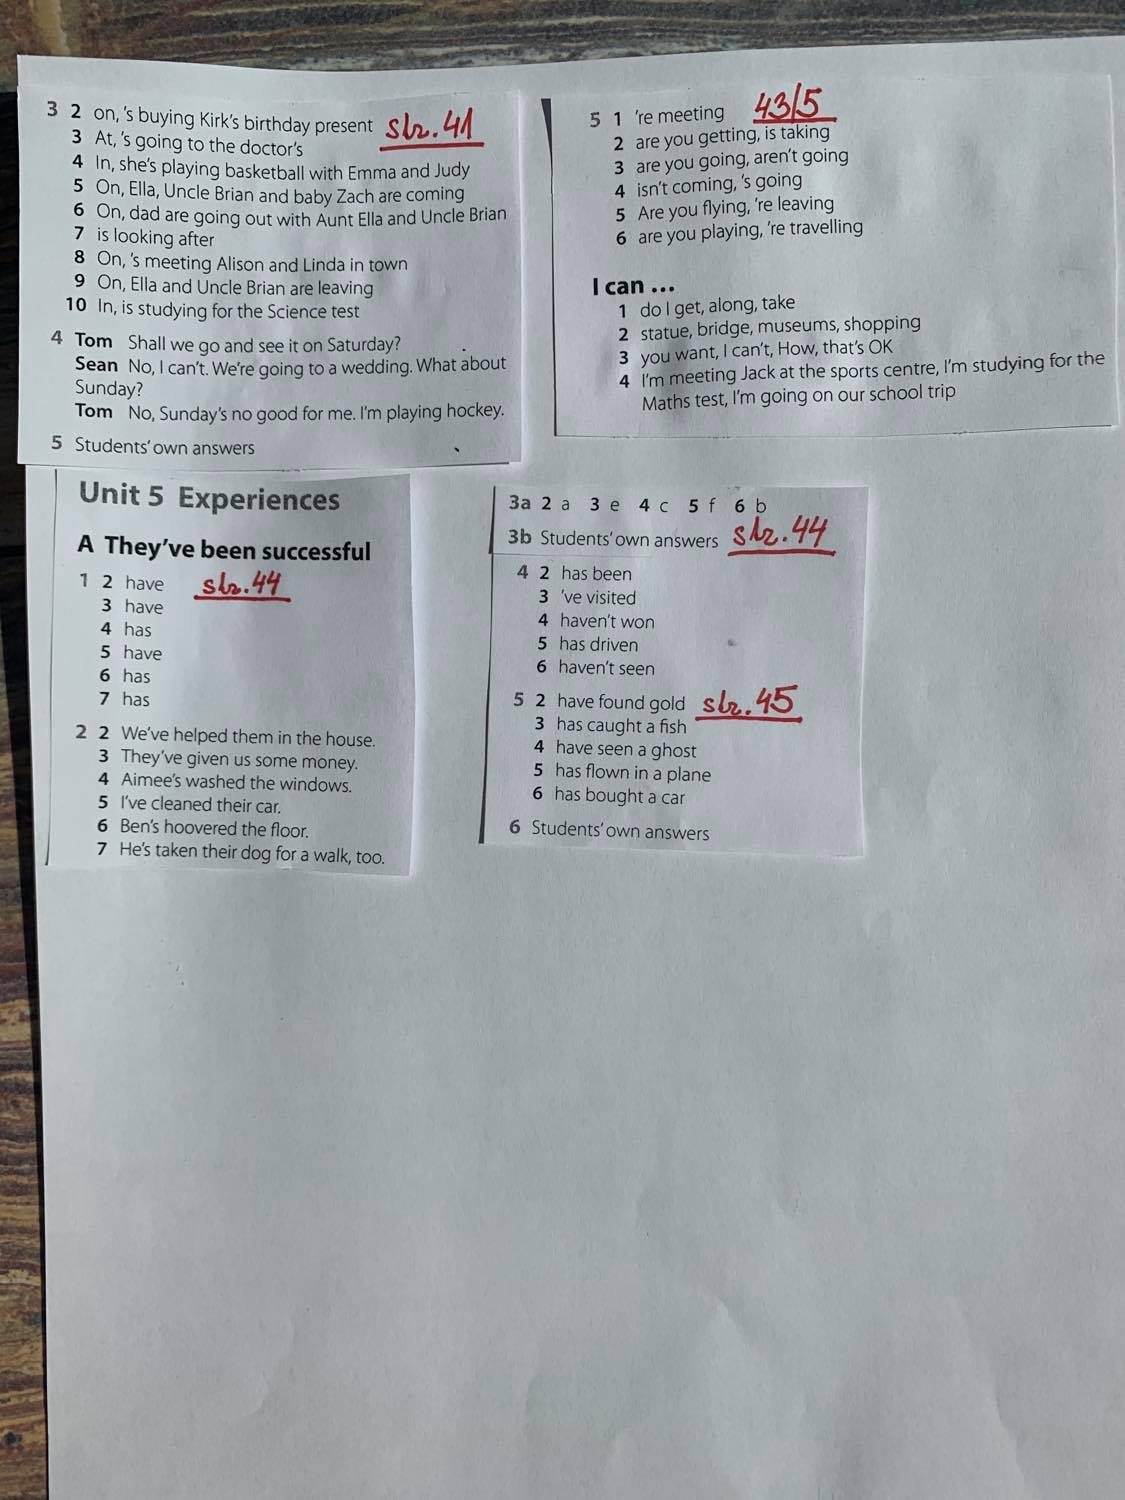 3 2 on, 's buying Kirk's birthday present str. 41
3 At, 's going to the doctor's
4 In, she's playing basketball with Emma and Judy
5 On, Ella, Uncle Brian and baby Zach are coming
6 On, dad are going out with Aunt Ella and Uncle Brian
7 is looking after
8 On, 's meeting Alison and Linda in town
9 On, Ella and Uncle Brian are leaving
10 In, is studying for the Science test
4 Tom Shall we go and see it on Saturday?
Sean No, I can't. We're going to a wedding. What about
Sunday?
Tom No, Sunday's no good for me. I'm playing hockey.
5 Students' own answers
5 1 're meeting 43/5
2 are you getting, is taking
3 are you going, aren't going
4 isn't coming, 's going
5 Are you flying, 're leaving
6 are you playing, 're travelling
I can ...
1 do I get, along, take
2 statue, bridge, museums, shopping
3 you want, I can't, How, that's OK
4 I'm meeting Jack at the sports centre, I'm studying for the
Maths test, I'm going on our school trip
Unit 5 Experiences
A They've been successful
1 2 have str. 44
3 have
4 has
5 have
6 has
7 has
2 2 We've helped them in the house.
3 They've given us some money.
4 Aimee's washed the windows.
5 I've cleaned their car.
6 Ben's hoovered the floor.
7 He's taken their dog for a walk, too.
3a 2 a 3 e 4 c 5 f 6 b
3b Students' own answers str. 44
4 2 has been
3 've visited
4 haven't won
5 has driven
6 haven't seen
5 2 have found gold str. 45
3 has caught a fish
4 have seen a ghost
5 has flown in a plane
6 has bought a car
6 Students' own answers